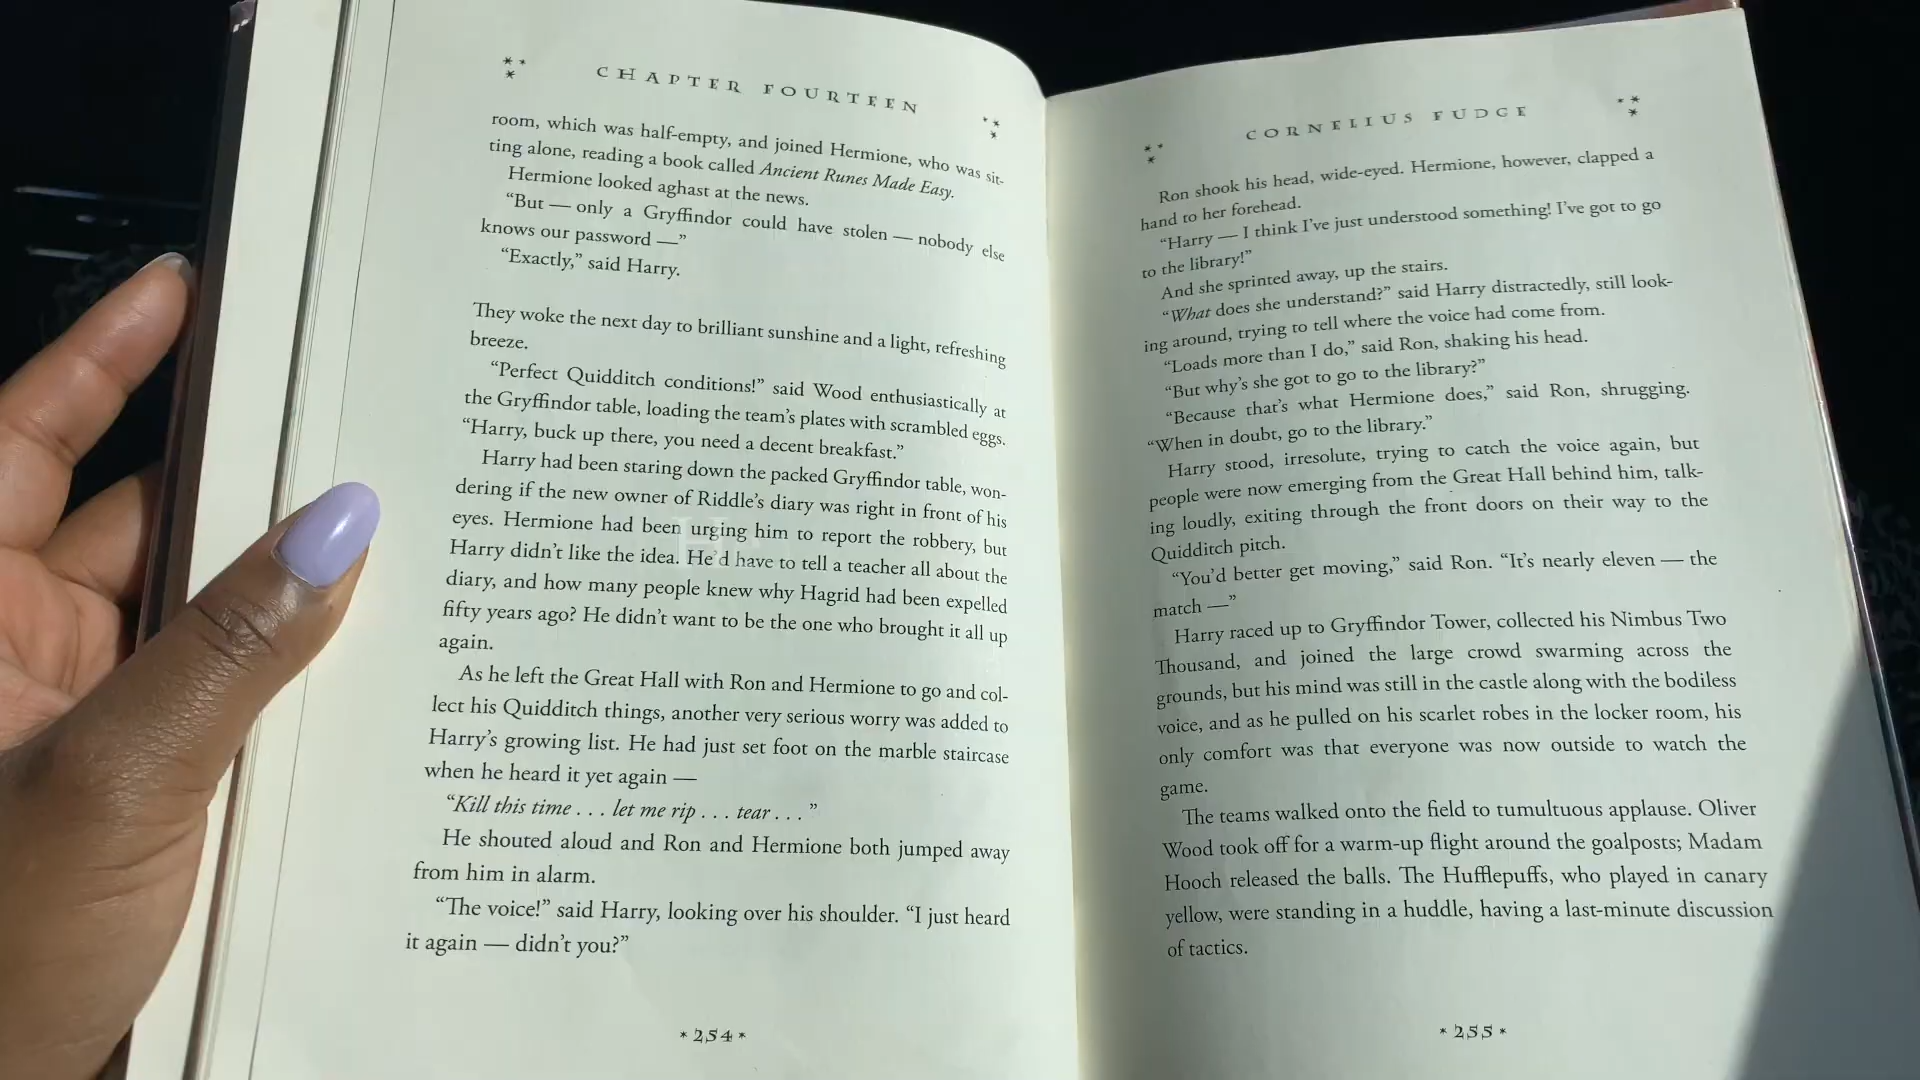 CHAPTER FOURTEEN
room, which was half-empty, and joined Hermione, who was sit-
ting alone, reading a book called Ancient Runes Made Easy.
Hermione looked aghast at the news.
“But — only a Gryffindor could have stolen — nobody else
knows our password —”
“Exactly,” said Harry.
They woke the next day to brilliant sunshine and a light, refreshing
breeze.
“Perfect Quidditch conditions!” said Wood enthusiastically at
the Gryffindor table, loading the team’s plates with scrambled eggs.
“Harry, buck up there, you need a decent breakfast.”
Harry had been staring down the packed Gryffindor table, won-
dering if the new owner of Riddle’s diary was right in front of his
eyes. Hermione had been urging him to report the robbery, but
Harry didn’t like the idea. He’d have to tell a teacher all about the
diary, and how many people knew why Hagrid had been expelled
fifty years ago? He didn’t want to be the one who brought it all up
again.
As he left the Great Hall with Ron and Hermione to go and col-
lect his Quidditch things, another very serious worry was added to
Harry’s growing list. He had just set foot on the marble staircase
when he heard it yet again —
“Kill this time . . . let me rip . . . tear . . . ”
He shouted aloud and Ron and Hermione both jumped away
from him in alarm.
“The voice!” said Harry, looking over his shoulder. “I just heard
it again — didn’t you?”
* 254 *
CORNELIUS FUDGE
Ron shook his head, wide-eyed. Hermione, however, clapped a
hand to her forehead.
“Harry — I think I’ve just understood something! I’ve got to go
to the library!”
And she sprinted away, up the stairs.
“What does she understand?” said Harry distractedly, still look-
ing around, trying to tell where the voice had come from.
“Loads more than I do,” said Ron, shaking his head.
“But why’s she got to go to the library?”
“Because that’s what Hermione does,” said Ron, shrugging.
“When in doubt, go to the library.”
Harry stood, irresolute, trying to catch the voice again, but
people were now emerging from the Great Hall behind him, talk-
ing loudly, exiting through the front doors on their way to the
Quidditch pitch.
“You’d better get moving,” said Ron. “It’s nearly eleven — the
match —”
Harry raced up to Gryffindor Tower, collected his Nimbus Two
Thousand, and joined the large crowd swarming across the
grounds, but his mind was still in the castle along with the bodiless
voice, and as he pulled on his scarlet robes in the locker room, his
only comfort was that everyone was now outside to watch the
game.
The teams walked onto the field to tumultuous applause. Oliver
Wood took off for a warm-up flight around the goalposts; Madam
Hooch released the balls. The Hufflepuffs, who played in canary
yellow, were standing in a huddle, having a last-minute discussion
of tactics.
* 255 *